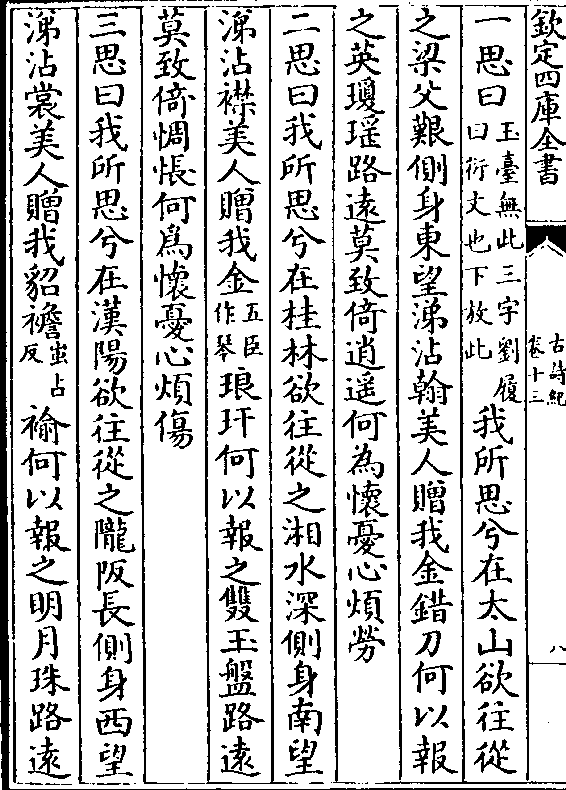 欽定四庫全書
古詩紀
卷十三
八
一思曰玉臺無此三字劉履曰衍文也下放此我所思兮在太山欲往從
之梁父艱側身東望涕沾翰美人贈我金錯刀何以報
之英瓊瑤路遠莫致倚逍遥何為懷憂心煩勞
二思曰我所思兮在桂林欲往從之湘水深側身南望
涕沾襟美人贈我金五臣作琴琅玕何以報之雙玉盤路遠
莫致倚惆悵何為懷憂心煩傷
三思曰我所思兮在漢陽欲往從之隴阪長側身西望
涕沾裳美人贈我貂襜蚩占反褕何以報之明月珠路遠